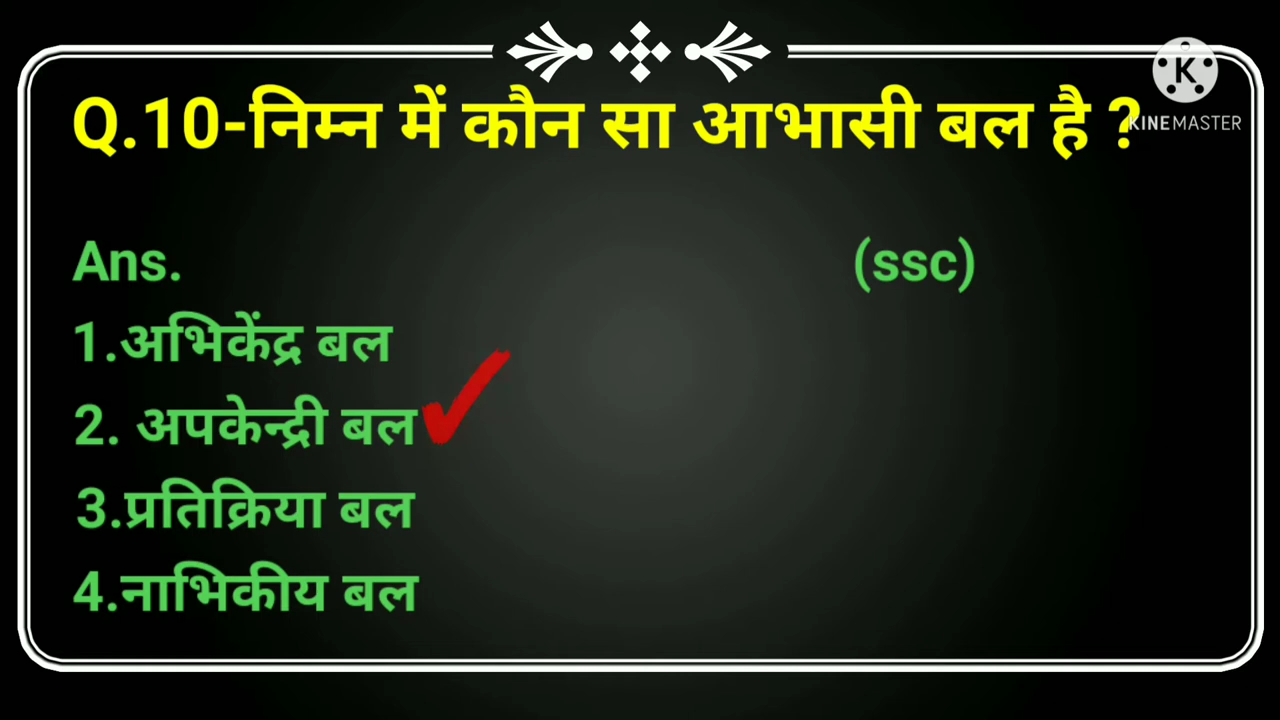 Q.10-निम्न में कौन सा आभासी बल है ?
K
KINEMASTER
Ans. (ssc)
1.अभिकेंद्र बल
2. अपकेन्द्री बल
3.प्रतिक्रिया बल
4.नाभिकीय बल